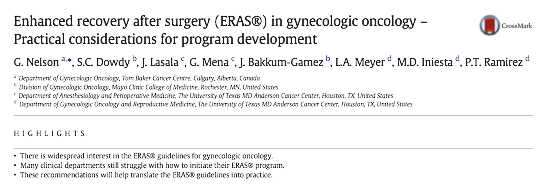 Enhanced recovery after surgery (ERAS®) in gynecologic oncology –
Practical considerations for program development
CrossMark
G. Nelson a,*, S.C. Dowdy b, J. Lasala c, G. Mena c, J. Bakkum-Gamez b, L.A. Meyer d, M.D. Iniesta d, P.T. Ramirez d
a Department of Gynecologic Oncology, Tom Baker Cancer Centre, Calgary, Alberta, Canada
b Division of Gynecologic Oncology, Mayo Clinic College of Medicine, Rochester, MN, United States
c Department of Anesthesiology and Perioperative Medicine, The University of Texas MD Anderson Cancer Center, Houston, TX, United States
d Department of Gynecologic Oncology and Reproductive Medicine, The University of Texas MD Anderson Cancer Center, Houston, TX, United States
HIGHLIGHTS
• There is widespread interest in the ERAS® guidelines for gynecologic oncology.
• Many clinical departments still struggle with how to initiate their ERAS® program.
• These recommendations will help translate the ERAS® guidelines into practice.